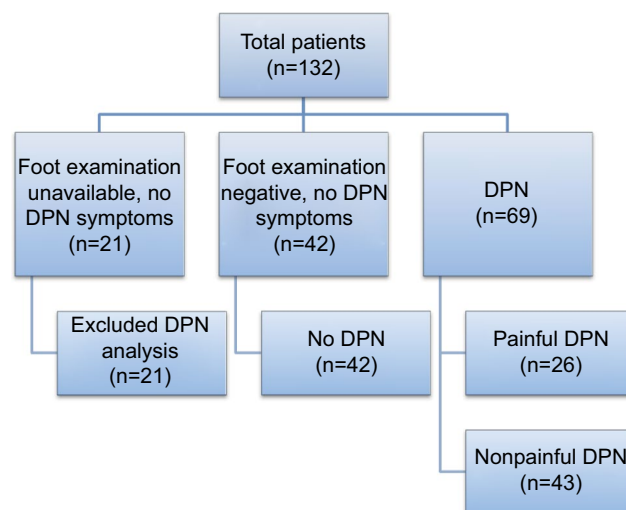 Total patients
(n=132)
Foot examination
unavailable, no
DPN symptoms
(n=21)
Foot examination
negative, no DPN
symptoms
(n=42)
DPN
(n=69)
Excluded DPN
analysis
(n=21)
No DPN
(n=42)
Painful DPN
(n=26)
Nonpainful DPN
(n=43)